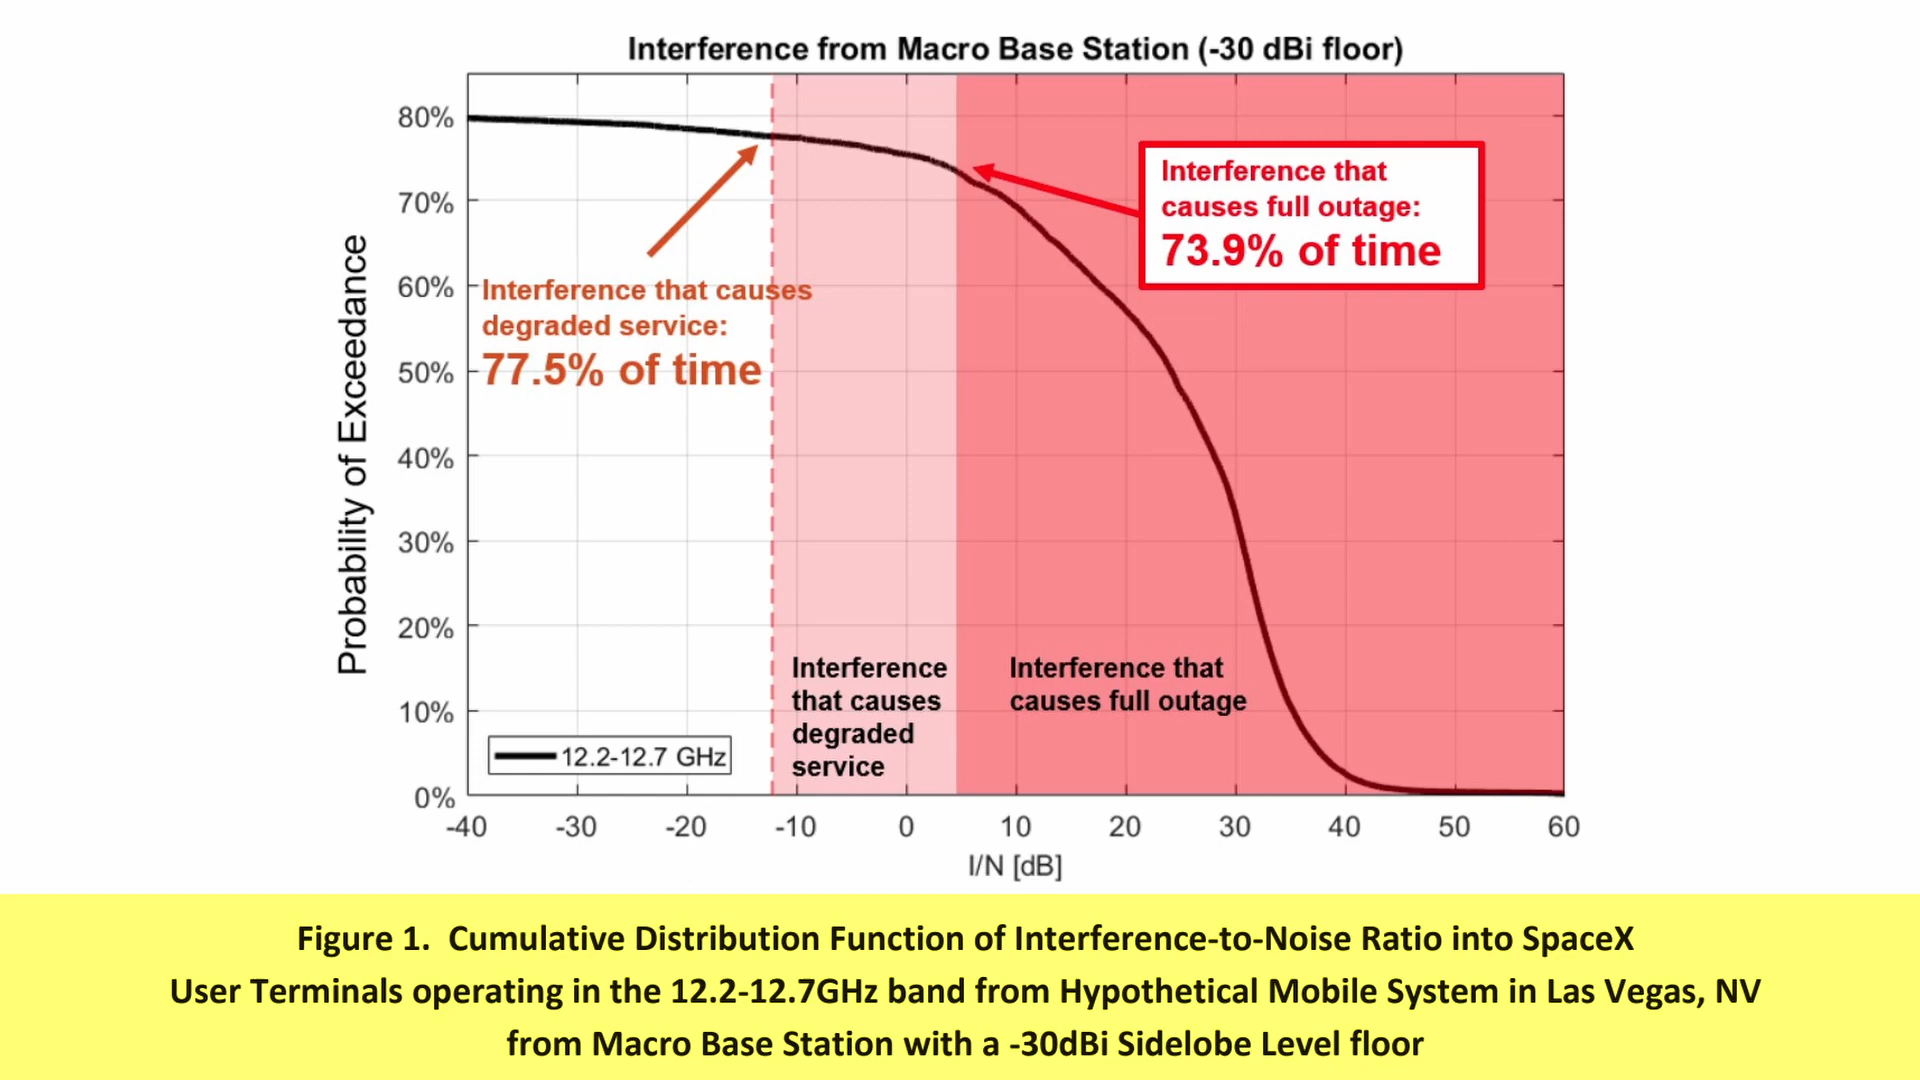 Interference from Macro Base Station (-30 dBi floor)
Probability of Exceedance
80%
70%
60%
50%
40%
30%
20%
10%
0%
Interference that causes
degraded service:
77.5% of time
Interference that
causes full outage:
73.9% of time
Interference
that causes
degraded
service
Interference that
causes full outage
12.2-12.7 GHz
-40 -30 -20 -10 0 10 20 30 40 50 60
I/N [dB]
Figure 1. Cumulative Distribution Function of Interference-to-Noise Ratio into SpaceX
User Terminals operating in the 12.2-12.7GHz band from Hypothetical Mobile System in Las Vegas, NV
from Macro Base Station with a -30dBi Sidelobe Level floor